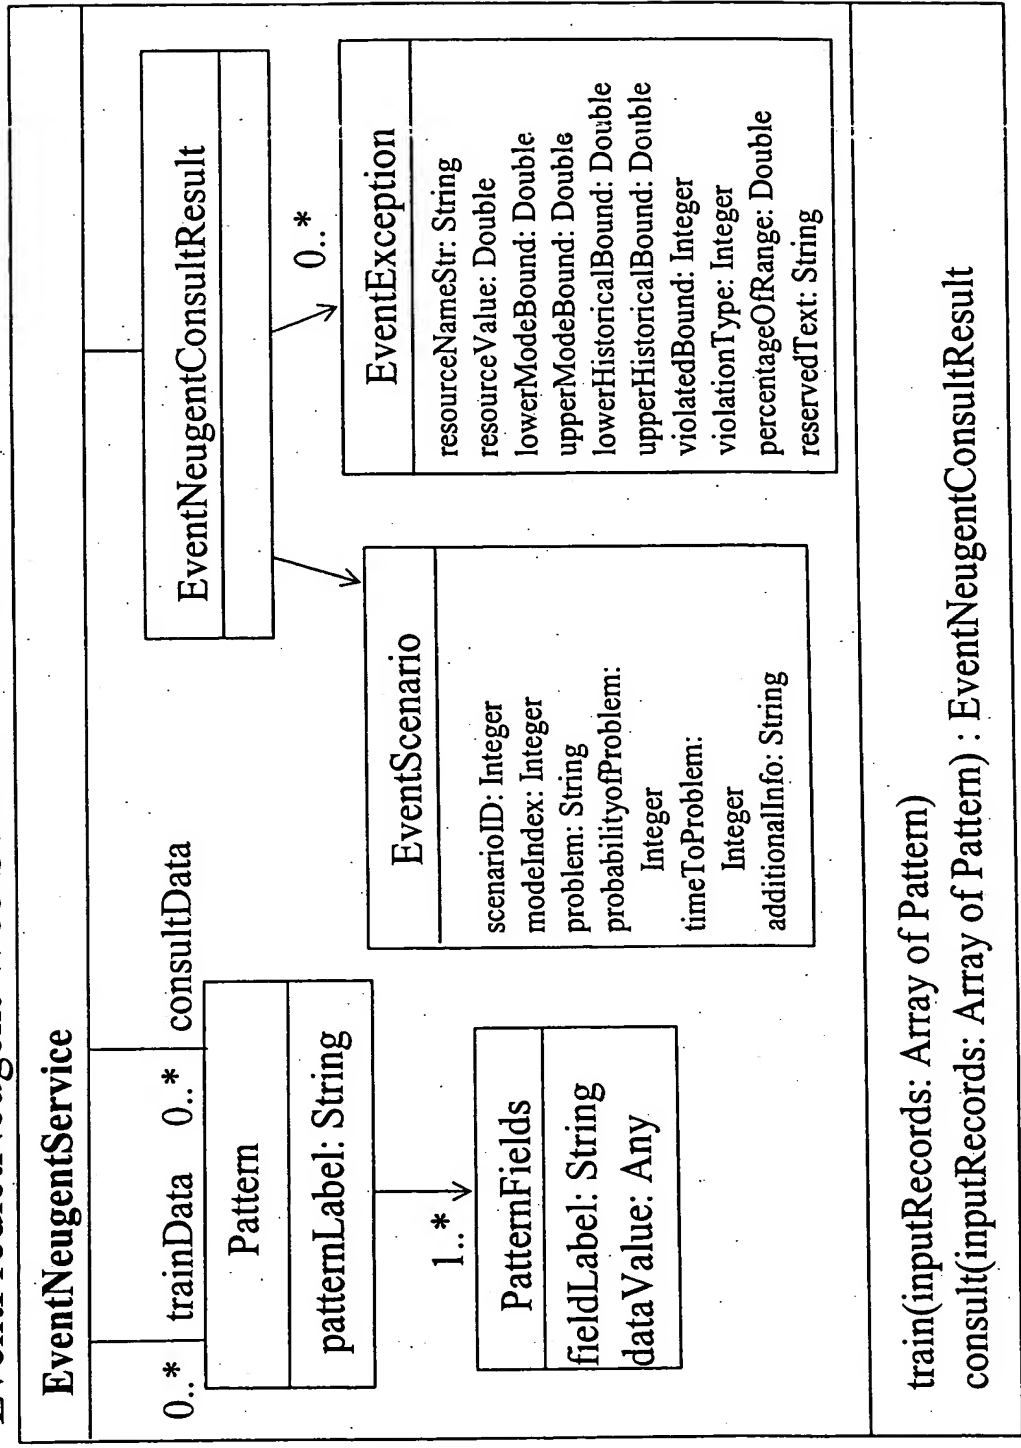 EventNeugentService
0..* trainData 0..* consultData
Pattern
patternLabel: String
1..*
PatternFields
fieldLabel: String
dataValue: Any
EventNeugentConsultResult
0..*
EventScenario
scenarioID: Integer
modeIndex: Integer
problem: String
probabilityofProblem:
Integer
timeToProblem:
Integer
additionalInfo: String
EventException
resourceNameStr: String
resourceValue: Double
lowerModeBound: Double
upperModeBound: Double
lowerHistoricalBound: Double
upperHistoricalBound: Double
violatedBound: Integer
violationType: Integer
percentageOfRange: Double
reservedText: String
train(inputRecords: Array of Pattern)
consult(inputRecords: Array of Pattern) : EventNeugentConsultResult